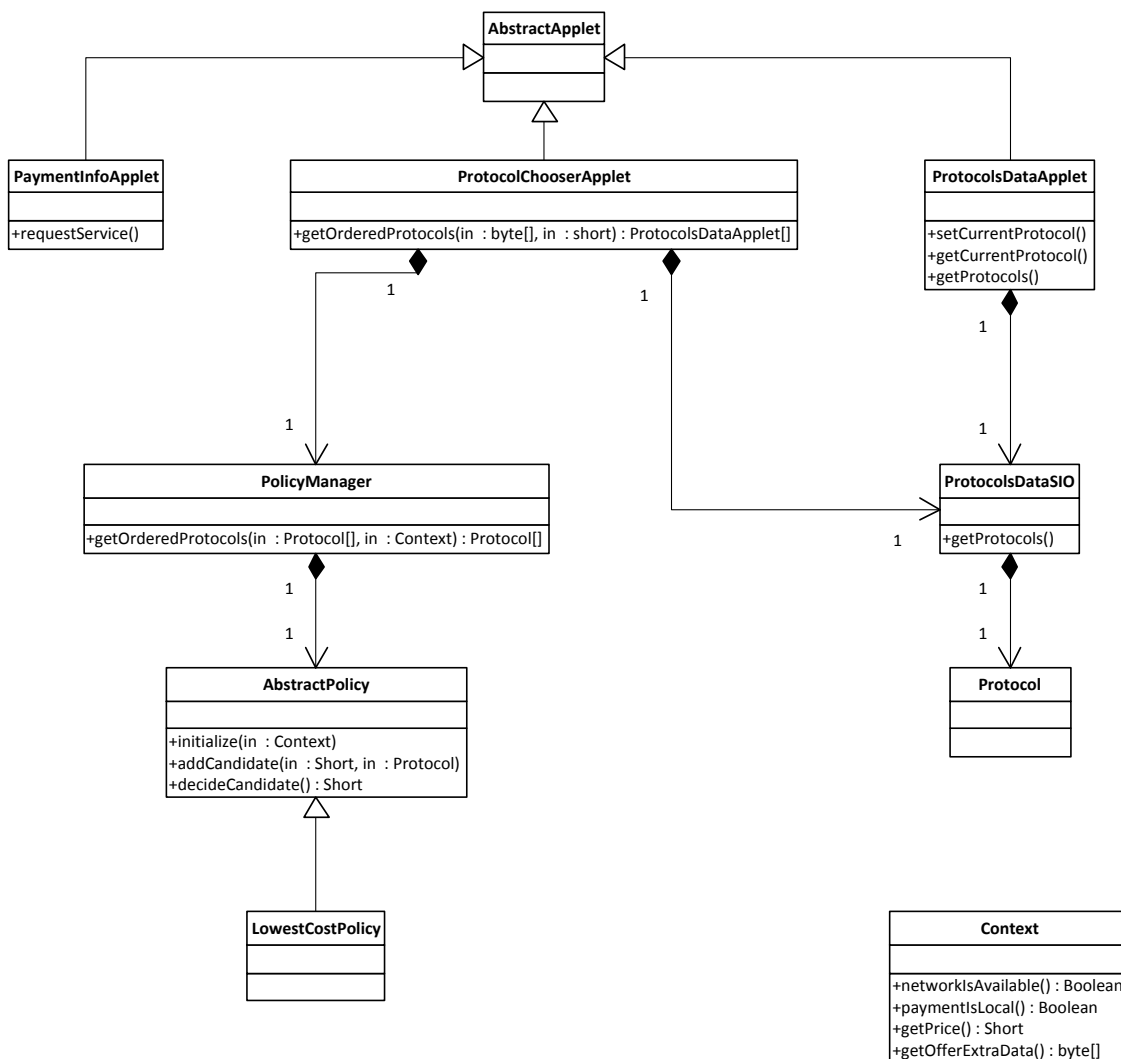 AbstractApplet
PaymentInfoApplet
+requestService()
ProtocolChooserApplet
+getOrderedProtocols(in : byte[], in : short) : ProtocolsDataApplet[]
ProtocolsDataApplet
+setCurrentProtocol()
+getCurrentProtocol()
+getProtocols()
1
1
1
1
1
1
PolicyManager
+getOrderedProtocols(in : Protocol[], in : Context) : Protocol[]
ProtocolsDataSIO
+getProtocols()
1
1
1
1
AbstractPolicy
+initialize(in : Context)
+addCandidate(in : Short, in : Protocol)
+decideCandidate() : Short
Protocol
LowestCostPolicy
Context
+networkIsAvailable() : Boolean
+paymentIsLocal() : Boolean
+getPrice() : Short
+getOfferExtraData() : byte[]